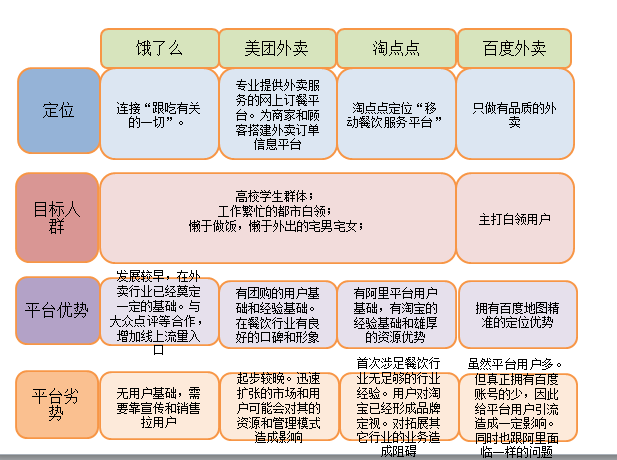 饿了么
美团外卖
淘点点
百度外卖
定位
连接“跟吃有关
的一切”。
专业提供外卖服
务的网上订餐平
台。为商家和顾
客搭建外卖订单
信息平台
淘点点定位“移
动餐饮服务平台”
只做有品质的外
卖
目标人
群
高校学生群体；
工作繁忙的都市白领；
懒于做饭，懒于外出的宅男宅女；
主打白领用户
平台优势
发展较早，在外
卖行业已经奠定
一定的基础。与
大众点评等合作，
增加线上流量入
口
有团购的用户基
础和经验基础。
在餐饮行业有良
好的口碑和形象
有阿里平台用户
基础，有淘宝的
经验基础和雄厚
的资源优势
拥有百度地图精
准的定位优势
平台劣
势
无用户基础，需
要靠宣传和销售
拉用户
起步较晚。迅速
扩张的市场和用
户可能会对其的
资源和管理模式
造成影响
首次涉足餐饮行
业无足够的行业
经验。用户对淘
宝已经形成品牌
定视。对拓展其
它行业的业务造
成阻碍
虽然平台用户多。
但真正拥有百度
账号的少，因此
给平台用户引流
造成一定影响。
同时也跟阿里面
临一样的问题